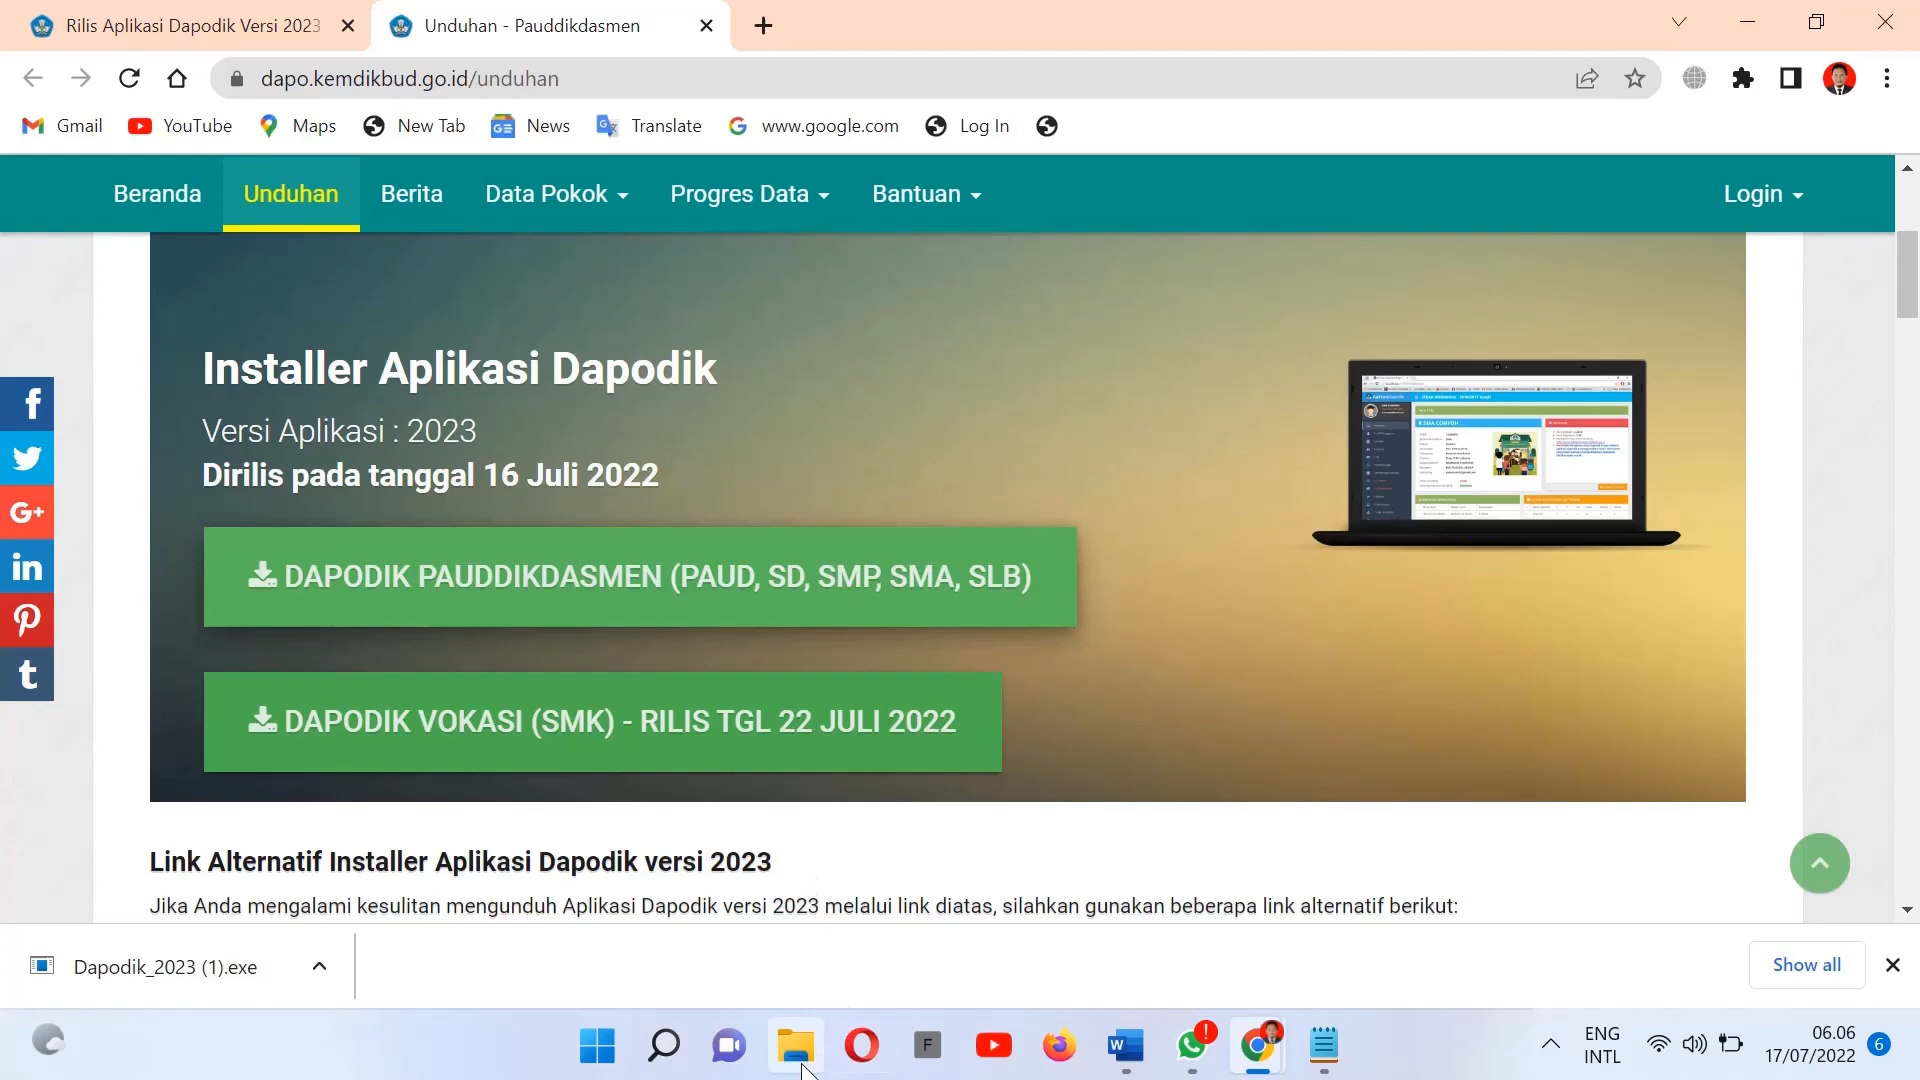 Rilis Aplikasi Dapodik Versi 2023
Unduhan - Pauddikdasmen
dapo.kemdikbud.go.id/unduhan
Gmail
YouTube
Maps
New Tab
News
Translate
www.google.com
Log In
Beranda
Unduhan
Berita
Data Pokok
Progres Data
Bantuan
Login
Installer Aplikasi Dapodik
Versi Aplikasi : 2023
Dirilis pada tanggal 16 Juli 2022
DAPODIK PAUDDIKDASMEN (PAUD, SD, SMP, SMA, SLB)
DAPODIK VOKASI (SMK) - RILIS TGL 22 JULI 2022
Link Alternatif Installer Aplikasi Dapodik versi 2023
Jika Anda mengalami kesulitan mengunduh Aplikasi Dapodik versi 2023 melalui link diatas, silahkan gunakan beberapa link alternatif berikut:
Dapodik_2023 (1).exe
Show all
F
W
ENG
INTL
06.06
17/07/2022
6